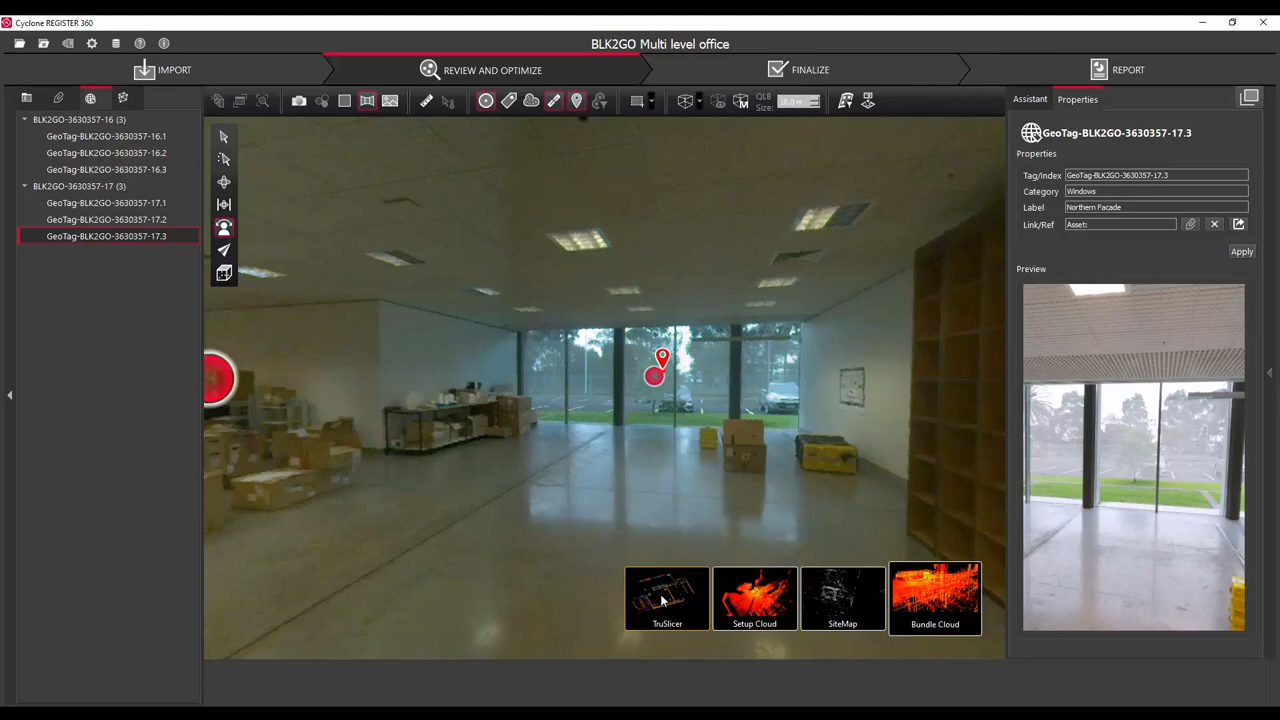 Cyclone REGISTER 360
BLK2GO Multi level office
IMPORT
REVIEW AND OPTIMIZE
FINALIZE
REPORT
QLB
Size:
30.0 m
Assistant
Properties
BLK2GO-3630357-16 (3)
GeoTag-BLK2GO-3630357-16.1
GeoTag-BLK2GO-3630357-16.2
GeoTag-BLK2GO-3630357-16.3
BLK2GO-3630357-17 (3)
GeoTag-BLK2GO-3630357-17.1
GeoTag-BLK2GO-3630357-17.2
GeoTag-BLK2GO-3630357-17.3
GeoTag-BLK2GO-3630357-17.3
Properties
Tag/Index GeoTag-BLK2GO-3630357-17.3
Category Windows
Label Northern Facade
Link/Ref Asset:
Apply
Preview
TruSlicer
Setup Cloud
SiteMap
Bundle Cloud